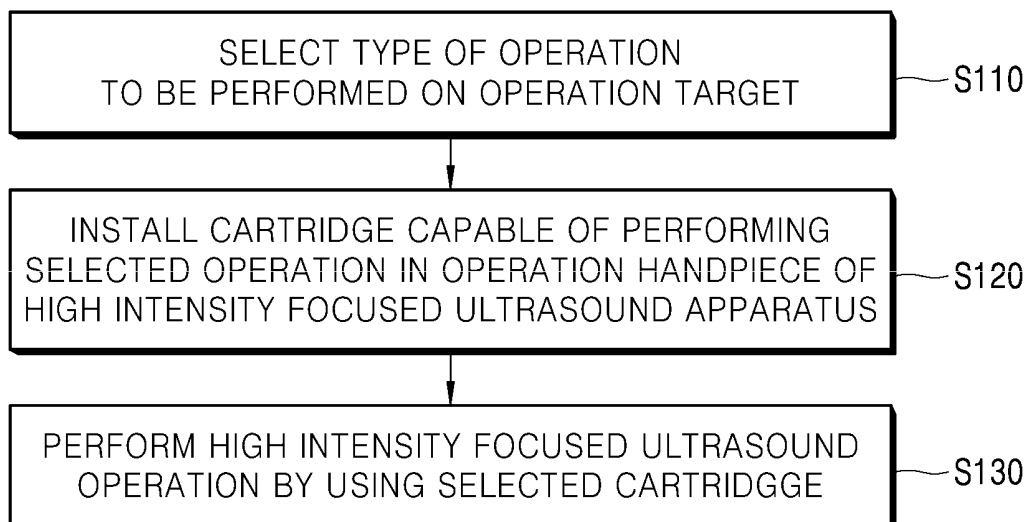 SELECT TYPE OF OPERATION
TO BE PERFORMED ON OPERATION TARGET
S110
INSTALL CARTRIDGE CAPABLE OF PERFORMING
SELECTED OPERATION IN OPERATION HANDPIECE OF
HIGH INTENSITY FOCUSED ULTRASOUND APPARATUS
S120
PERFORM HIGH INTENSITY FOCUSED ULTRASOUND
OPERATION BY USING SELECTED CARTRIDGGE
S130